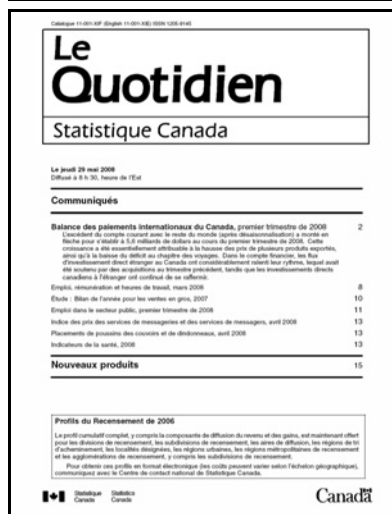 Catalogue 11-001-XIF (English 11-001-XIE) ISSN 1205-9145
Le
Quotidien
Statistique Canada
Le jeudi 29 mai 2008
Diffusé à 8 h 30, heure de l'Est
Communiqués
Balance des paiements internationaux du Canada, premier trimestre de 2008 2
L'excédent du compte courant avec le reste du monde (après désaisonnalisation) a monté en
flèche pour s'établir à 5,6 milliards de dollars au cours du premier trimestre de 2008. Cette
croissance a été essentiellement attribuable à la hausse des prix de plusieurs produits exportés,
ainsi qu'à la baisse du déficit au chapitre des voyages. Dans le compte financier, les flux
d'investissement direct étranger au Canada ont considérablement ralenti leur rythme, lequel avait
été soutenu par des acquisitions au trimestre précédent, tandis que les investissements directs
canadiens à l'étranger ont continué de se raffermir.
Emploi, rémunération et heures de travail, mars 2008 8
Étude : Bilan de l'année pour les ventes en gros, 2007 10
Emploi dans le secteur public, premier trimestre de 2008 11
Indice des prix des services de messageries et des services de messagers, avril 2008 13
Placements de poussins des couvoirs et de dindonneaux, avril 2008 13
Indicateurs de la santé, 2008 13
Nouveaux produits 15
Profils du Recensement de 2006
Le profil cumulatif complet, y compris la composante de diffusion du revenu et des gains, est maintenant offert
pour les divisions de recensement, les subdivisions de recensement, les aires de diffusion, les régions de tri
d'acheminement, les localités désignées, les régions urbaines, les régions métropolitaines de recensement
et les agglomérations de recensement, y compris les subdivisions de recensement.
Pour obtenir ces profils en format électronique (les coûts peuvent varier selon l'échelon géographique),
communiquez avec le Centre de contact national de Statistique Canada.
Statistique Canada
Statistics Canada
Canada